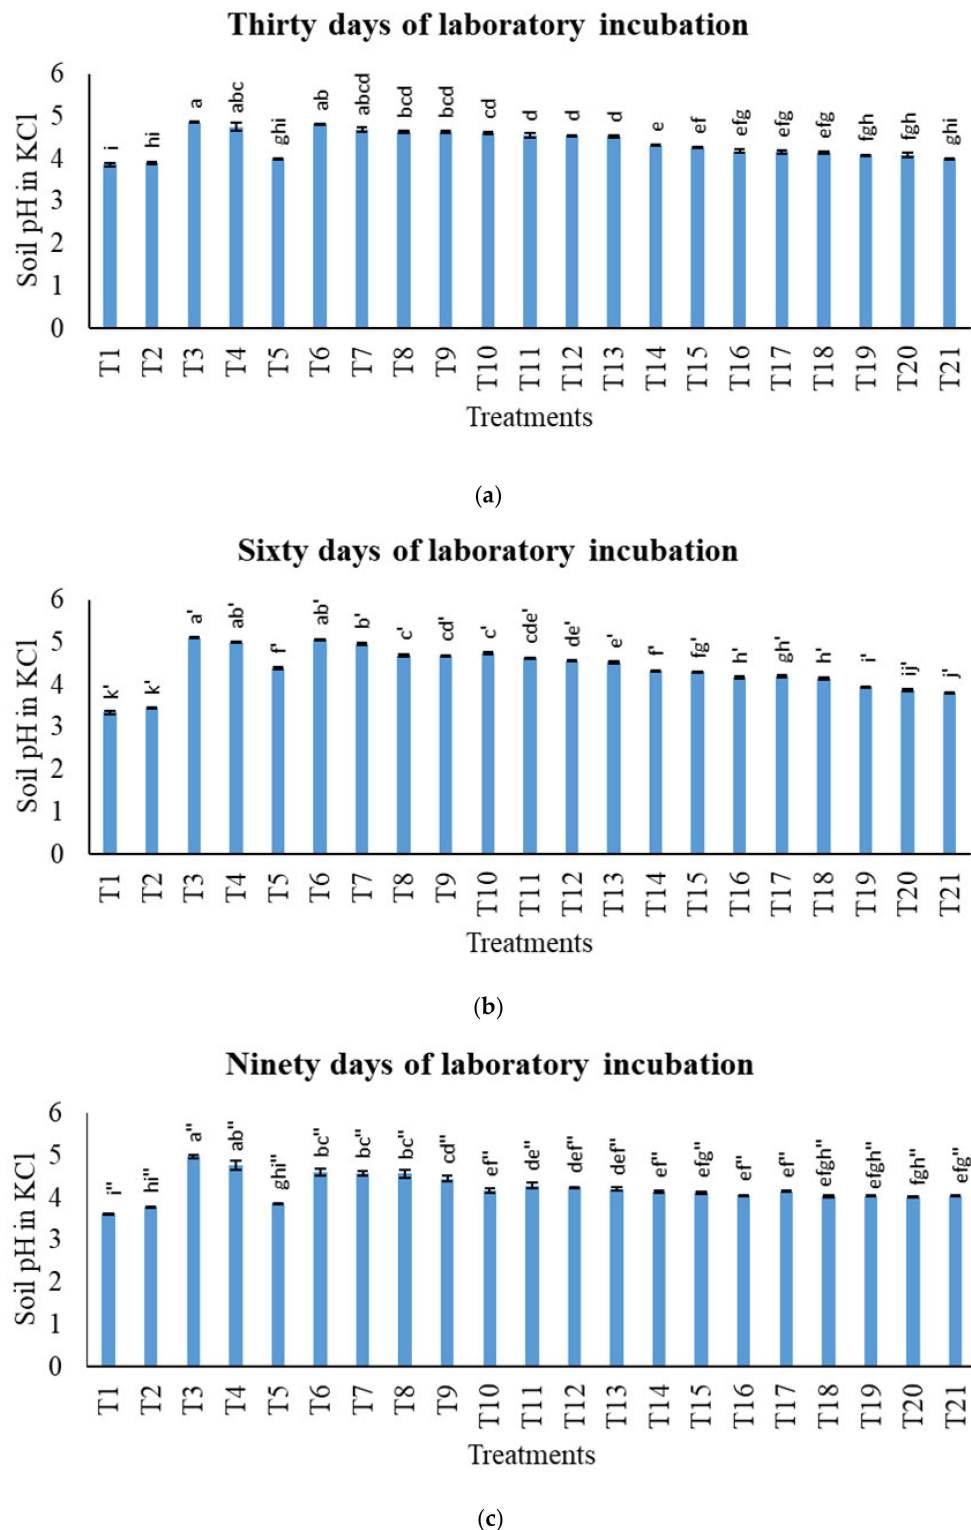 Thirty days of laboratory incubation
6
5
4
3
2
1
0
Soil pH in KCl
i hi a abc ghi ab abcd bcd bcd cd d d d e ef efg efg efg fgh fgh ghi
T1 T2 T3 T4 T5 T6 T7 T8 T9 T10 T11 T12 T13 T14 T15 T16 T17 T18 T19 T20 T21
Treatments
(a)
Sixty days of laboratory incubation
6
5
4
3
2
1
0
Soil pH in KCl
k' k' a' ab' f' ab' b' c' cd' c' cde' de' e' f' fg' h' gh' h' i' ij' j'
T1 T2 T3 T4 T5 T6 T7 T8 T9 T10 T11 T12 T13 T14 T15 T16 T17 T18 T19 T20 T21
Treatments
(b)
Ninety days of laboratory incubation
6
5
4
3
2
1
0
Soil pH in KCl
i" hi" a" ab" ghi" bc" bc" bc" cd" ef" de" def" def" ef" efg" ef" ef" efgh" efgh" fgh" efg"
T1 T2 T3 T4 T5 T6 T7 T8 T9 T10 T11 T12 T13 T14 T15 T16 T17 T18 T19 T20 T21
Treatments
(c)